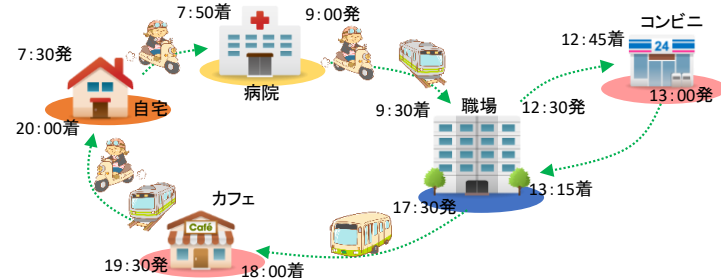 7:30発
自宅
20:00着
7:50着
病院
9:00発
9:30着
職場
12:30発
12:45着
コンビニ
24
13:00発
13:15着
17:30発
18:00着
カフェ
Café
19:30発